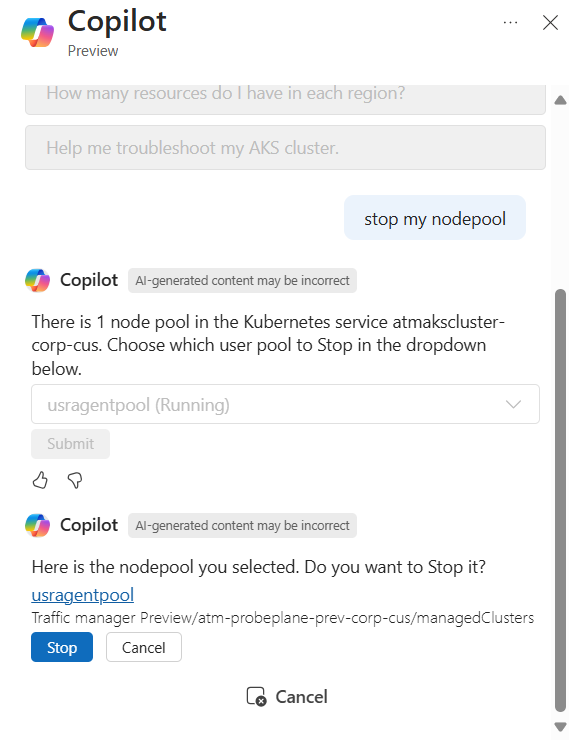 Copilot
Preview
How many resources do I have in each region?
Help me troubleshoot my AKS cluster.
stop my nodepool
Copilot AI-generated content may be incorrect
There is 1 node pool in the Kubernetes service atmakscluster-
corp-cus. Choose which user pool to Stop in the dropdown
below.
usragentpool (Running)
Submit
Copilot AI-generated content may be incorrect
Here is the nodepool you selected. Do you want to Stop it?
usragentpool
Traffic manager Preview/atm-probeplane-prev-corp-cus/managedClusters
Stop Cancel
Cancel